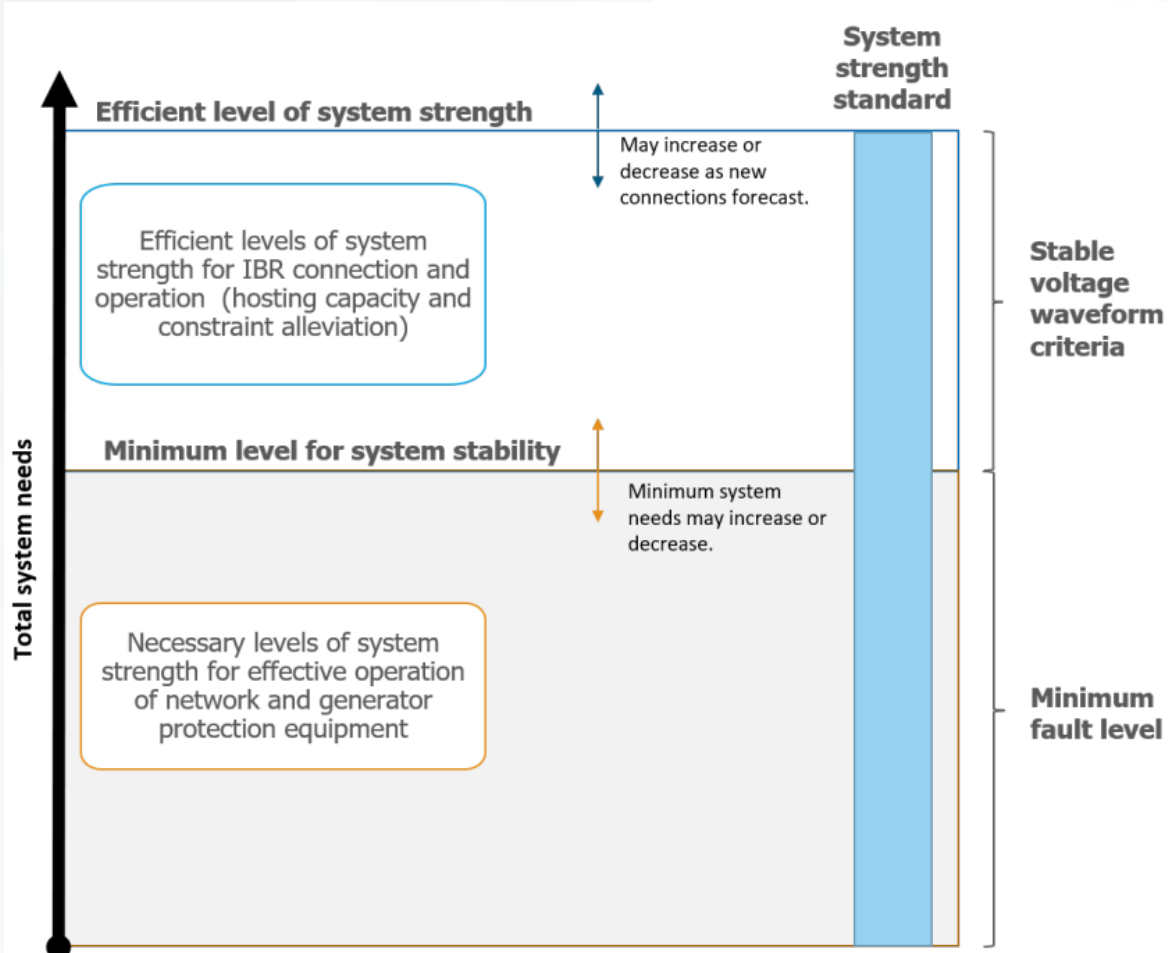 System
strength
standard
Efficient level of system strength
May increase or
decrease as new
connections forecast.
Efficient levels of system
strength for IBR connection and
operation (hosting capacity and
constraint alleviation)
Stable
voltage
waveform
criteria
Minimum level for system stability
Minimum system
needs may increase or
decrease.
Total system needs
Necessary levels of system
strength for effective operation
of network and generator
protection equipment
Minimum
fault level